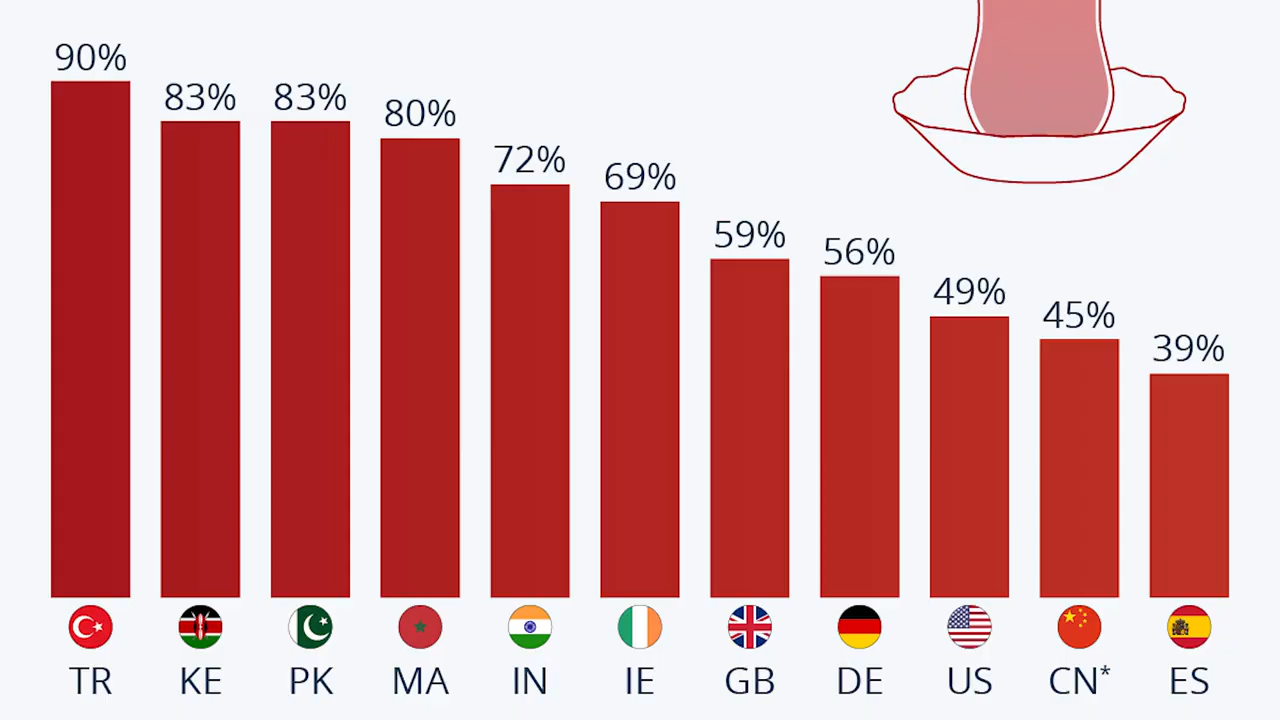 90%
83%
83%
80%
72%
69%
59%
56%
49%
45%
39%
TR
KE
PK
MA
IN
IE
GB
DE
US
CN*
ES